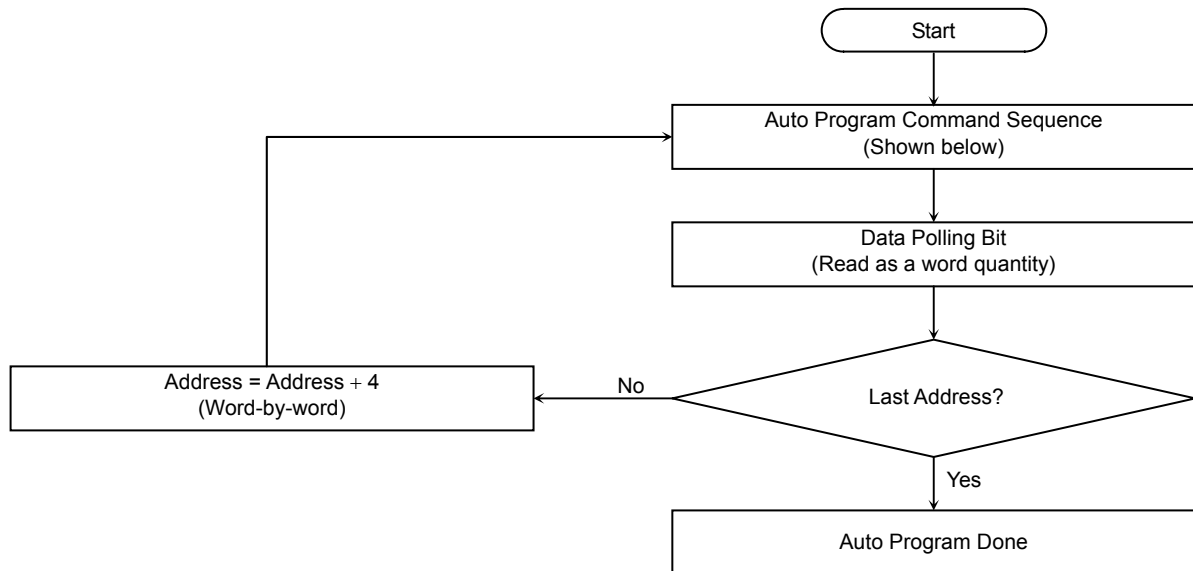 Start
Auto Program Command Sequence
(Shown below)
Data Polling Bit
(Read as a word quantity)
Address = Address + 4
(Word-by-word)
No
Last Address?
Yes
Auto Program Done